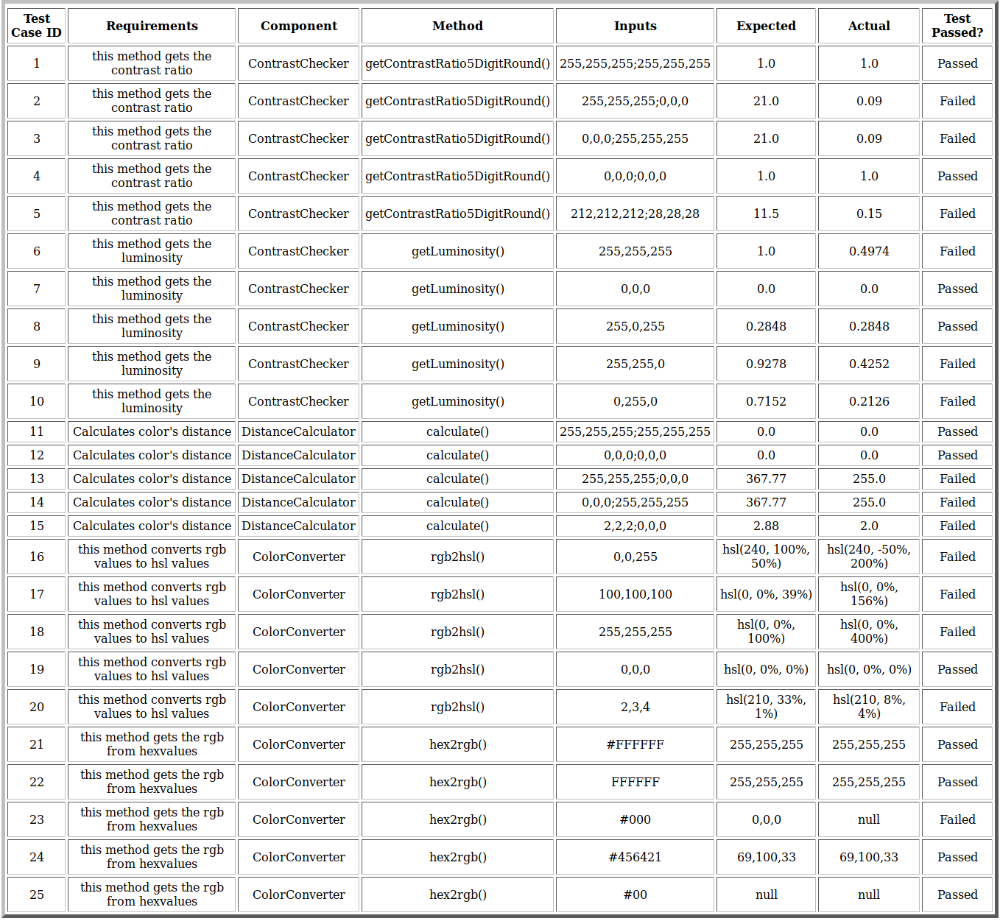 Test Case ID Requirements Component Method Inputs Expected Actual Test Passed?
1 this method gets the contrast ratio ContrastChecker getContrastRatio5DigitRound() 255,255,255;255,255,255 1.0 1.0 Passed
2 this method gets the contrast ratio ContrastChecker getContrastRatio5DigitRound() 255,255,255;0,0,0 21.0 0.09 Failed
3 this method gets the contrast ratio ContrastChecker getContrastRatio5DigitRound() 0,0,0;255,255,255 21.0 0.09 Failed
4 this method gets the contrast ratio ContrastChecker getContrastRatio5DigitRound() 0,0,0;0,0,0 1.0 1.0 Passed
5 this method gets the contrast ratio ContrastChecker getContrastRatio5DigitRound() 212,212,212;28,28,28 11.5 0.15 Failed
6 this method gets the luminosity ContrastChecker getLuminosity() 255,255,255 1.0 0.4974 Failed
7 this method gets the luminosity ContrastChecker getLuminosity() 0,0,0 0.0 0.0 Passed
8 this method gets the luminosity ContrastChecker getLuminosity() 255,0,255 0.2848 0.2848 Passed
9 this method gets the luminosity ContrastChecker getLuminosity() 255,255,0 0.9278 0.4252 Failed
10 this method gets the luminosity ContrastChecker getLuminosity() 0,255,0 0.7152 0.2126 Failed
11 Calculates color's distance DistanceCalculator calculate() 255,255,255;255,255,255 0.0 0.0 Passed
12 Calculates color's distance DistanceCalculator calculate() 0,0,0;0,0,0 0.0 0.0 Passed
13 Calculates color's distance DistanceCalculator calculate() 255,255,255;0,0,0 367.77 255.0 Failed
14 Calculates color's distance DistanceCalculator calculate() 0,0,0;255,255,255 367.77 255.0 Failed
15 Calculates color's distance DistanceCalculator calculate() 2,2,2;0,0,0 2.88 2.0 Failed
16 this method converts rgb values to hsl values ColorConverter rgb2hsl() 0,0,255 hsl(240, 100%, 50%) hsl(240, -50%, 200%) Failed
17 this method converts rgb values to hsl values ColorConverter rgb2hsl() 100,100,100 hsl(0, 0%, 39%) hsl(0, 0%, 156%) Failed
18 this method converts rgb values to hsl values ColorConverter rgb2hsl() 255,255,255 hsl(0, 0%, 100%) hsl(0, 0%, 400%) Failed
19 this method converts rgb values to hsl values ColorConverter rgb2hsl() 0,0,0 hsl(0, 0%, 0%) hsl(0, 0%, 0%) Passed
20 this method converts rgb values to hsl values ColorConverter rgb2hsl() 2,3,4 hsl(210, 33%, 1%) hsl(210, 8%, 4%) Failed
21 this method gets the rgb from hexvalues ColorConverter hex2rgb() #FFFFFF 255,255,255 255,255,255 Passed
22 this method gets the rgb from hexvalues ColorConverter hex2rgb() FFFFFF 255,255,255 255,255,255 Passed
23 this method gets the rgb from hexvalues ColorConverter hex2rgb() #000 0,0,0 null Failed
24 this method gets the rgb from hexvalues ColorConverter hex2rgb() #456421 69,100,33 69,100,33 Passed
25 this method gets the rgb from hexvalues ColorConverter hex2rgb() #00 null null Passed